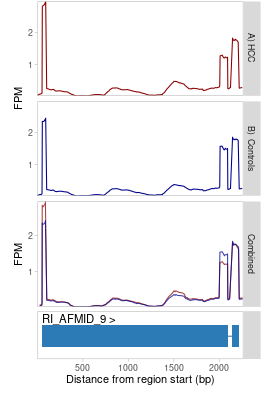 2
1
A) HCC
FPM
2
1
B) Controls
2
1
FPM
Combined
RI_AFMID_9 >
500 1000 1500 2000
Distance from region start (bp)